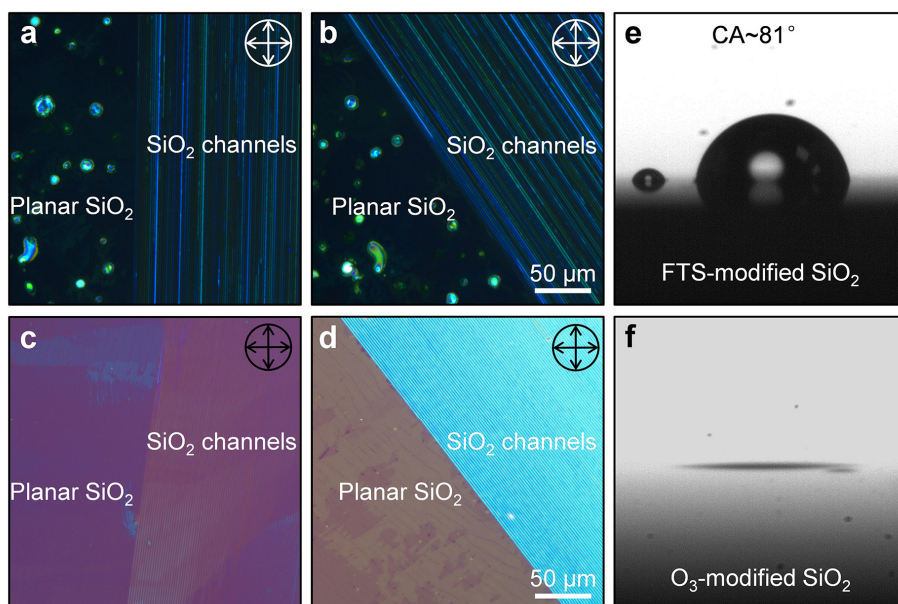 a
SiO₂ channels
Planar SiO₂
b
SiO₂ channels
Planar SiO₂
50 μm
e
CA~81°
FTS-modified SiO₂
c
SiO₂ channels
Planar SiO₂
d
SiO₂ channels
Planar SiO₂
50 μm
f
O₃-modified SiO₂